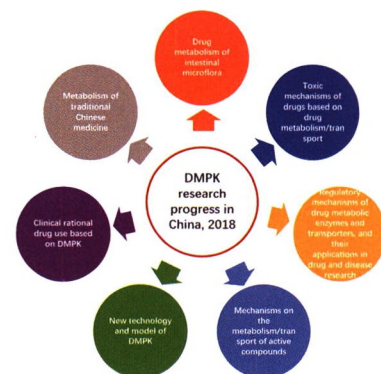 Drug
metabolism of
intestinal
microflora
Toxic
mechanisms of
drugs based on
drug
metabolism/tran
sport
Regulatory
mechanisms of
drug metabolic
enzymes and
transporters, and
their
applications in
drug and disease
research
Mechanisms on
the
metabolism/tran
sport of active
compounds
New technology
and model of
DMPK
Clinical rational
drug use based
on DMPK
Metabolism of
traditional
Chinese
medicine
DMPK
research
progress in
China, 2018